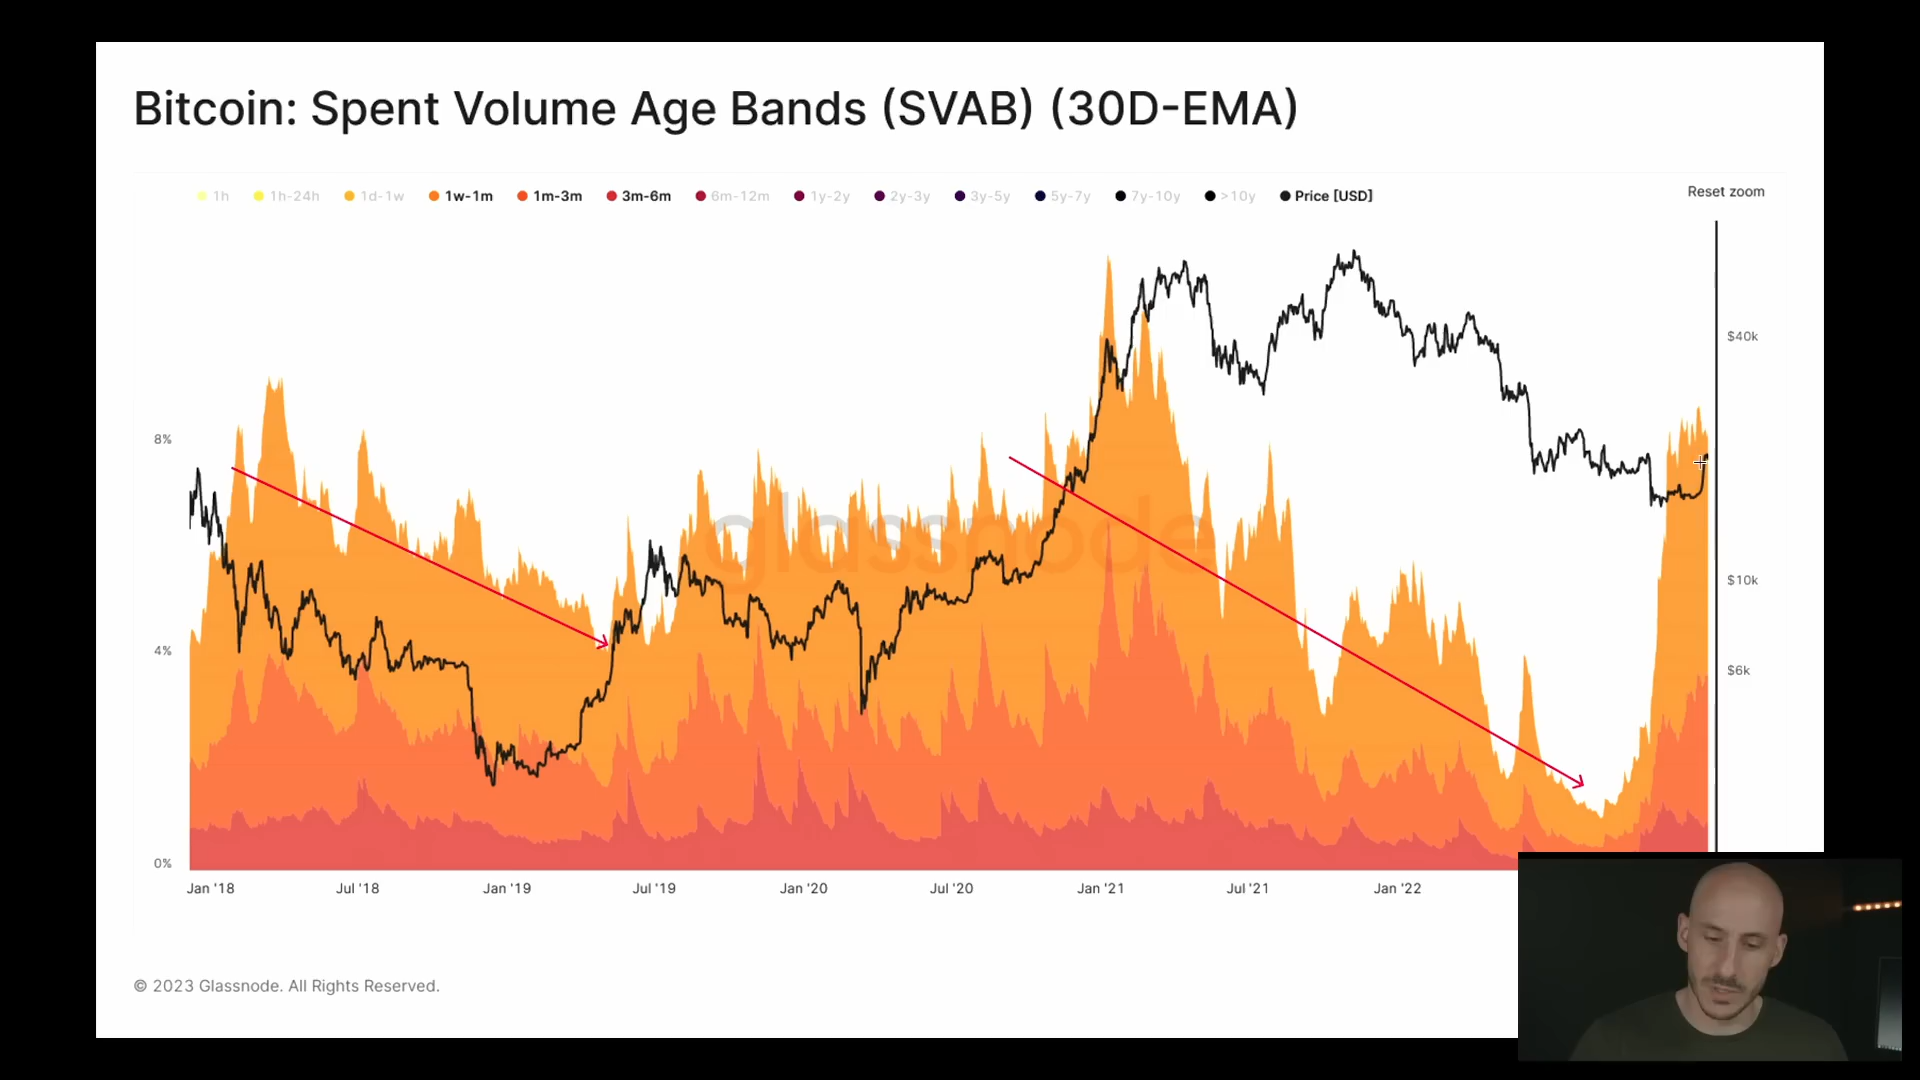 Bitcoin: Spent Volume Age Bands (SVAB) (30D-EMA)
1h 1h-24h 1d-1w 1w-1m 1m-3m 3m-6m 6m-12m 1y-2y 2y-3y 3y-5y 5y-7y 7y-10y >10y Price [USD]
Reset zoom
$40k
8%
glassnode
$10k
4%
$6k
0%
Jan '18 Jul '18 Jan '19 Jul '19 Jan '20 Jul '20 Jan '21 Jul '21 Jan '22
© 2023 Glassnode. All Rights Reserved.